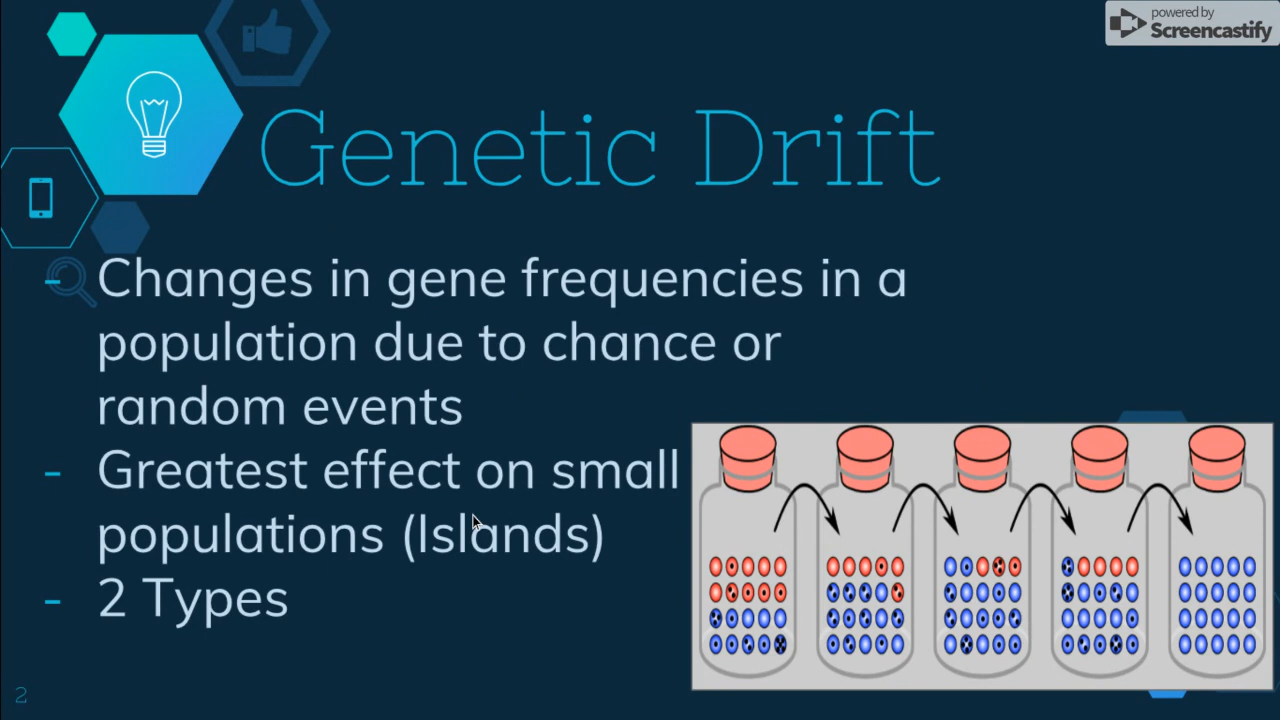 powered by
Screencastify
Genetic Drift
- Changes in gene frequencies in a
population due to chance or
random events
- Greatest effect on small
populations (Islands)
- 2 Types
2